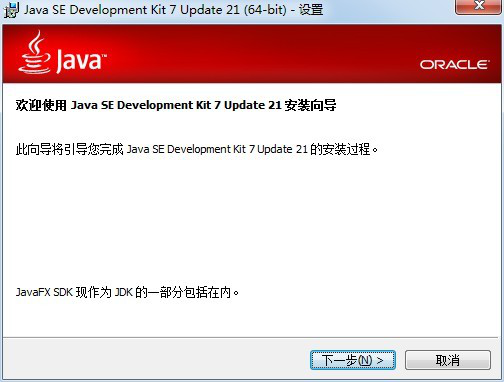 Java SE Development Kit 7 Update 21 (64-bit) - 设置
Java™
ORACLE®
欢迎使用 Java SE Development Kit 7 Update 21 安装向导
此向导将引导您完成 Java SE Development Kit 7 Update 21 的安装过程。
JavaFX SDK 现作为 JDK 的一部分包括在内。
下一步(N) >
取消